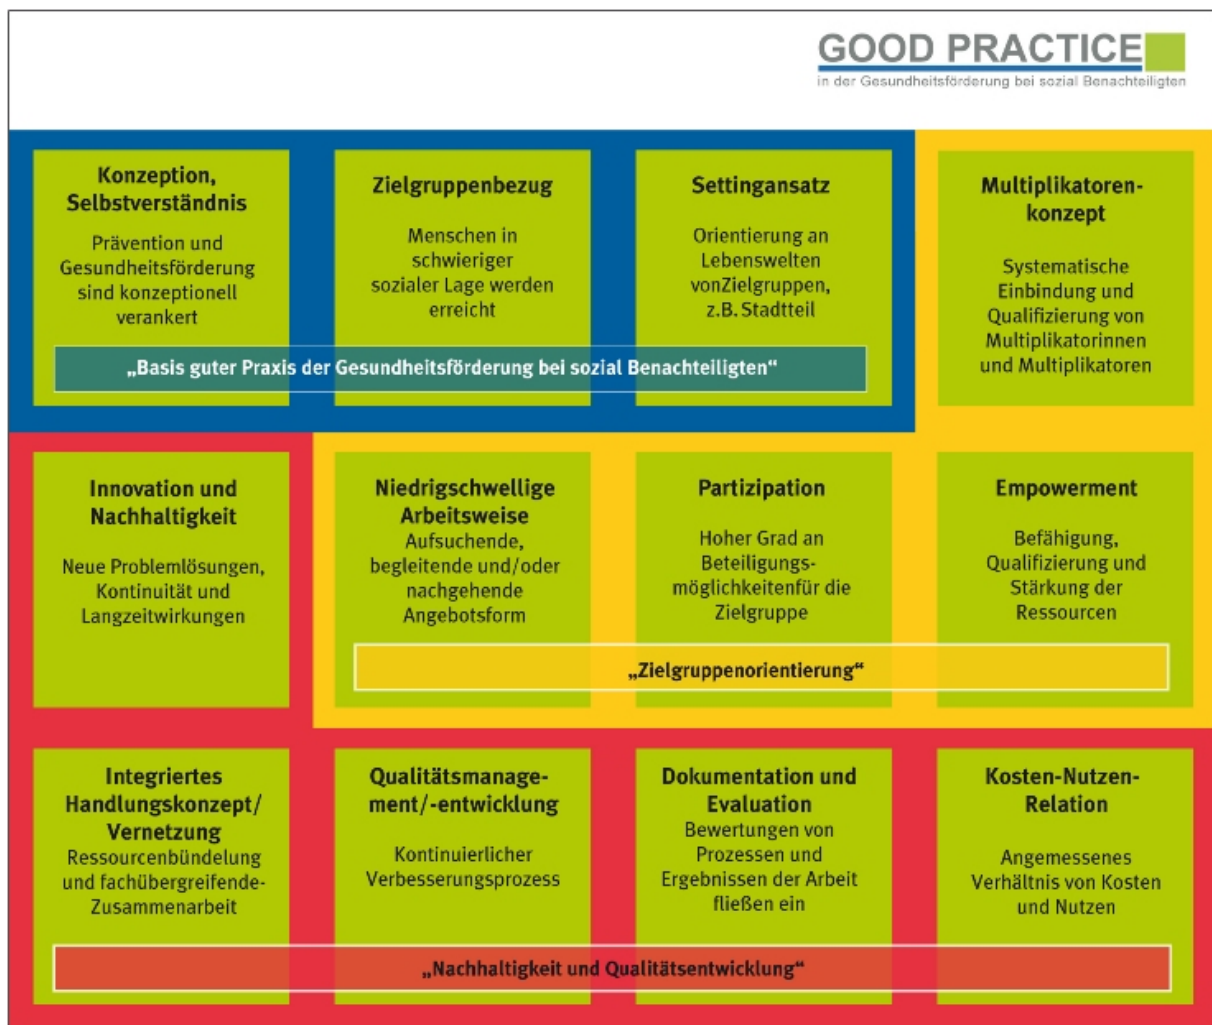 GOOD PRACTICE
in der Gesundheitsförderung bei sozial Benachteiligten
Konzeption,
Selbstverständnis
Prävention und
Gesundheitsförderung
sind konzeptionell
verankert
Zielgruppenbezug
Menschen in
schwieriger
sozialer Lage werden
erreicht
Settingansatz
Orientierung an
Lebenswelten
vonZielgruppen,
z.B. Stadtteil
„Basis guter Praxis der Gesundheitsförderung bei sozial Benachteiligten“
Multiplikatoren-
konzept
Systematische
Einbindung und
Qualifizierung von
Multiplikatorinnen
und Multiplikatoren
Innovation und
Nachhaltigkeit
Neue Problemlösungen,
Kontinuität und
Langzeitwirkungen
Niedrigschwellige
Arbeitsweise
Aufsuchende,
begleitende und/oder
nachgehende
Angebotsform
Partizipation
Hoher Grad an
Beteiligungs-
möglichkeitenfür die
Zielgruppe
Empowerment
Befähigung,
Qualifizierung und
Stärkung der
Ressourcen
„Zielgruppenorientierung“
Integriertes
Handlungskonzept/
Vernetzung
Ressourcenbündelung
und fachübergreifende-
Zusammenarbeit
Qualitätsmanage-
ment/-entwicklung
Kontinuierlicher
Verbesserungsprozess
Dokumentation und
Evaluation
Bewertungen von
Prozessen und
Ergebnissen der Arbeit
fließen ein
Kosten-Nutzen-
Relation
Angemessenes
Verhältnis von Kosten
und Nutzen
„Nachhaltigkeit und Qualitätsentwicklung“